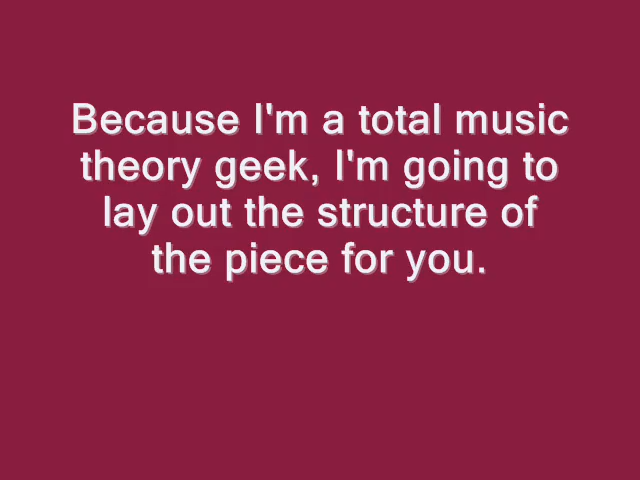 Because I'm a total music
theory geek, I'm going to
lay out the structure of
the piece for you.